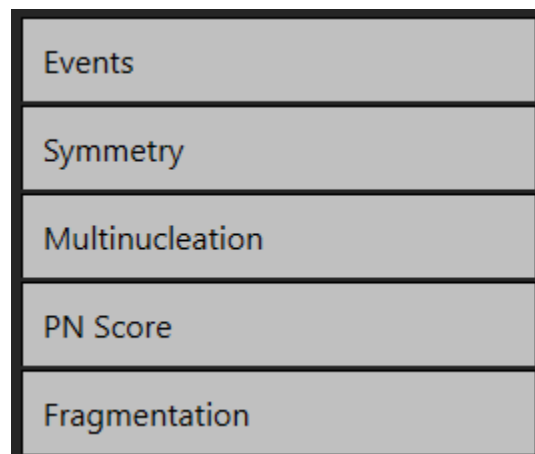 Events
Symmetry
Multinucleation
PN Score
Fragmentation